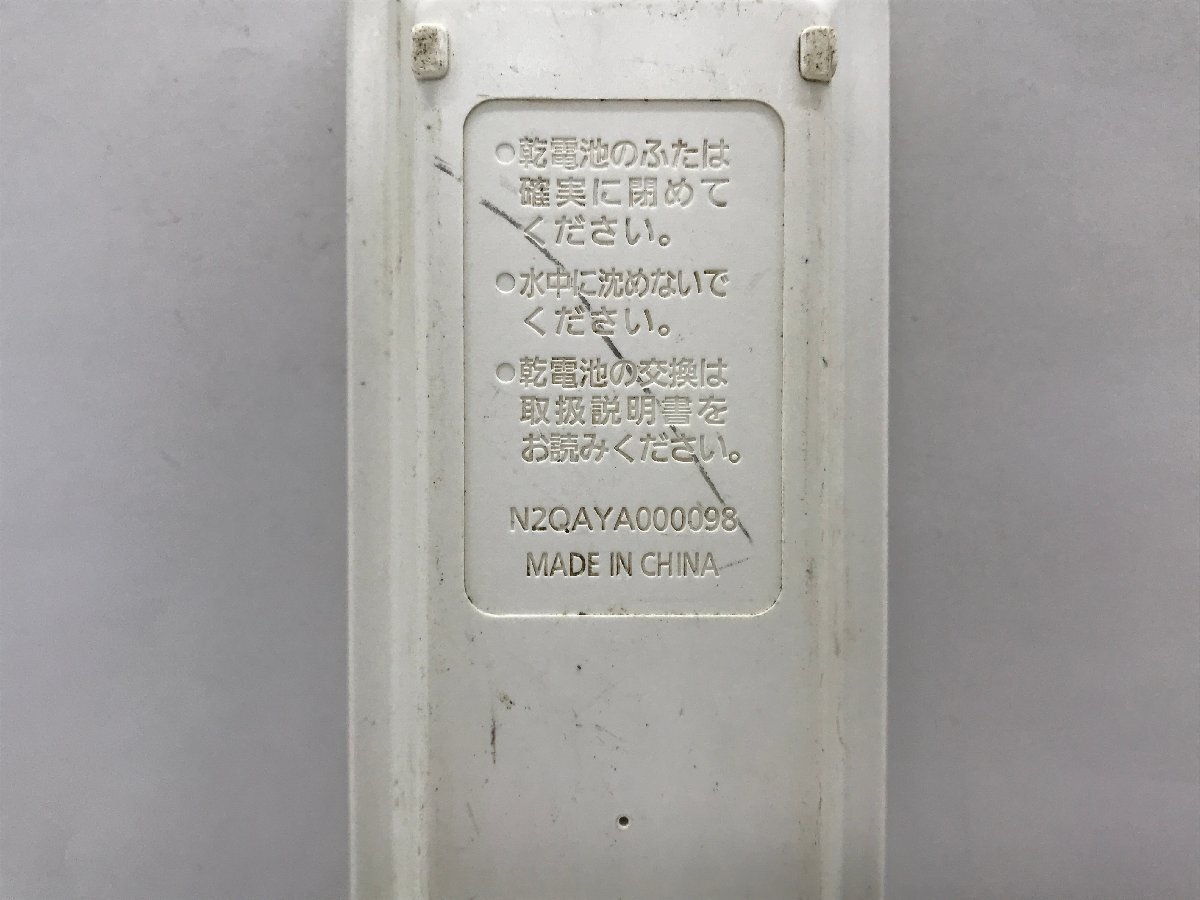 ●乾電池のふたは
確実に閉めて
ください。
●水中に沈めないで
ください。
●乾電池の交換は
取扱説明書を
お読みください。
N2QAYA000098
MADE IN CHINA